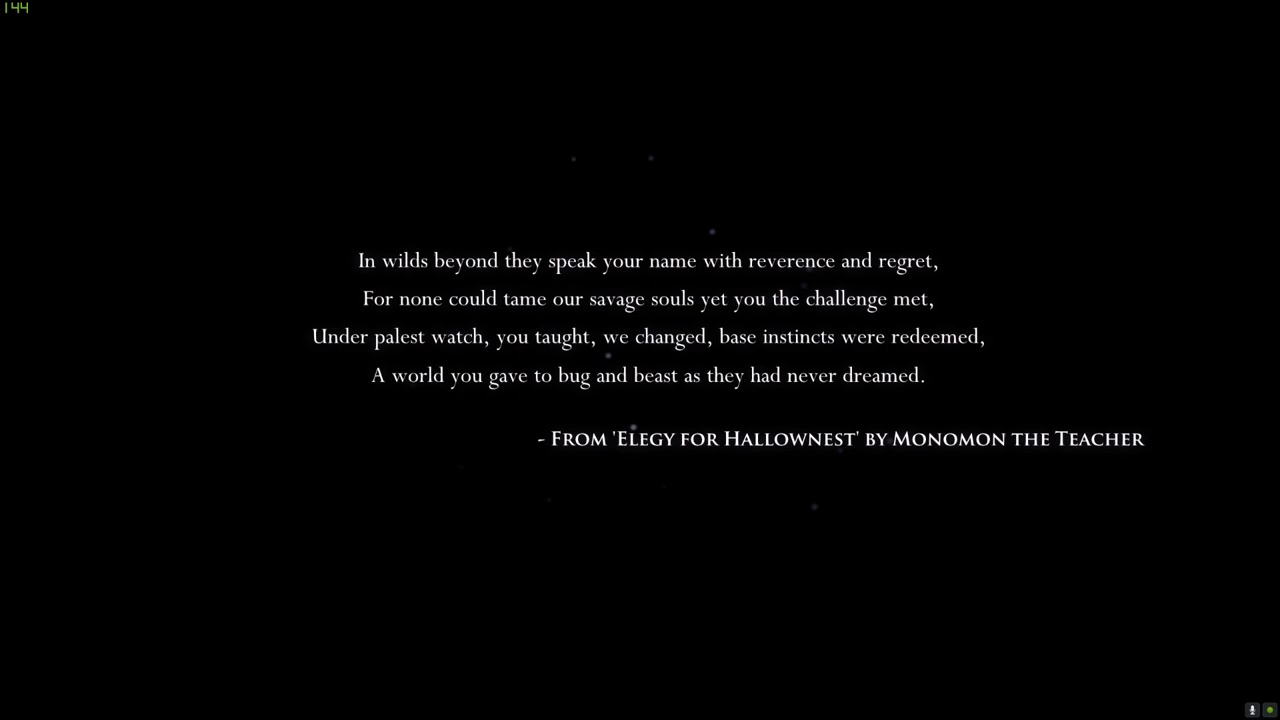 144
In wilds beyond they speak your name with reverence and regret,
For none could tame our savage souls yet you the challenge met,
Under palest watch, you taught, we changed, base instincts were redeemed,
A world you gave to bug and beast as they had never dreamed.
- From 'Elegy for Hallownest' by Monomon the Teacher